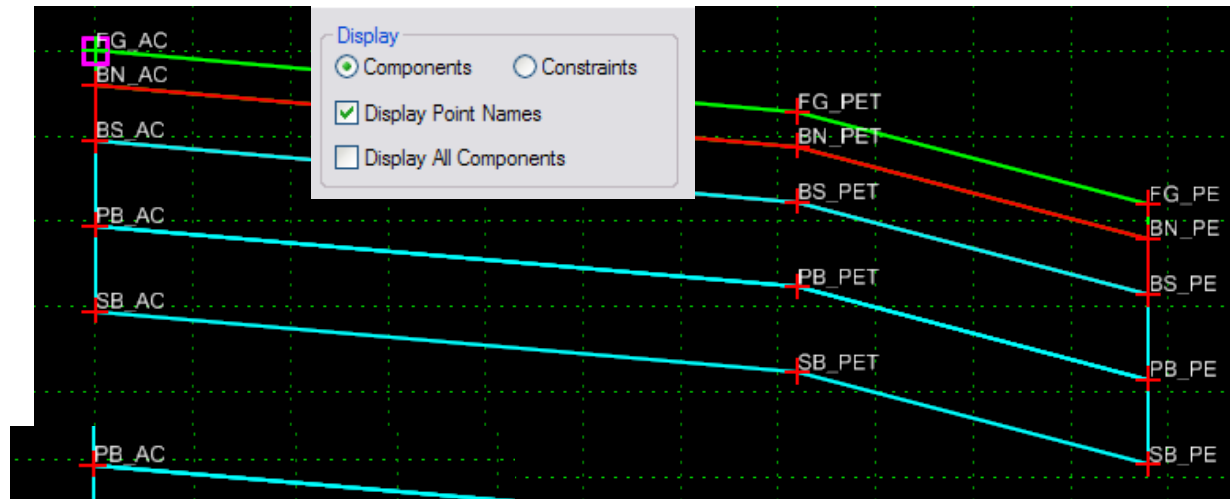 FG_AC
Display
Components
Constraints
BN_AC
Display Point Names
FG_PET
BS_AC
BN_PET
Display All Components
BS_PET
FG_PE
PB_AC
BN_PE
PB_PET
BS_PE
SB_AC
SB_PET
PB_PE
PB_AC
SB_PE